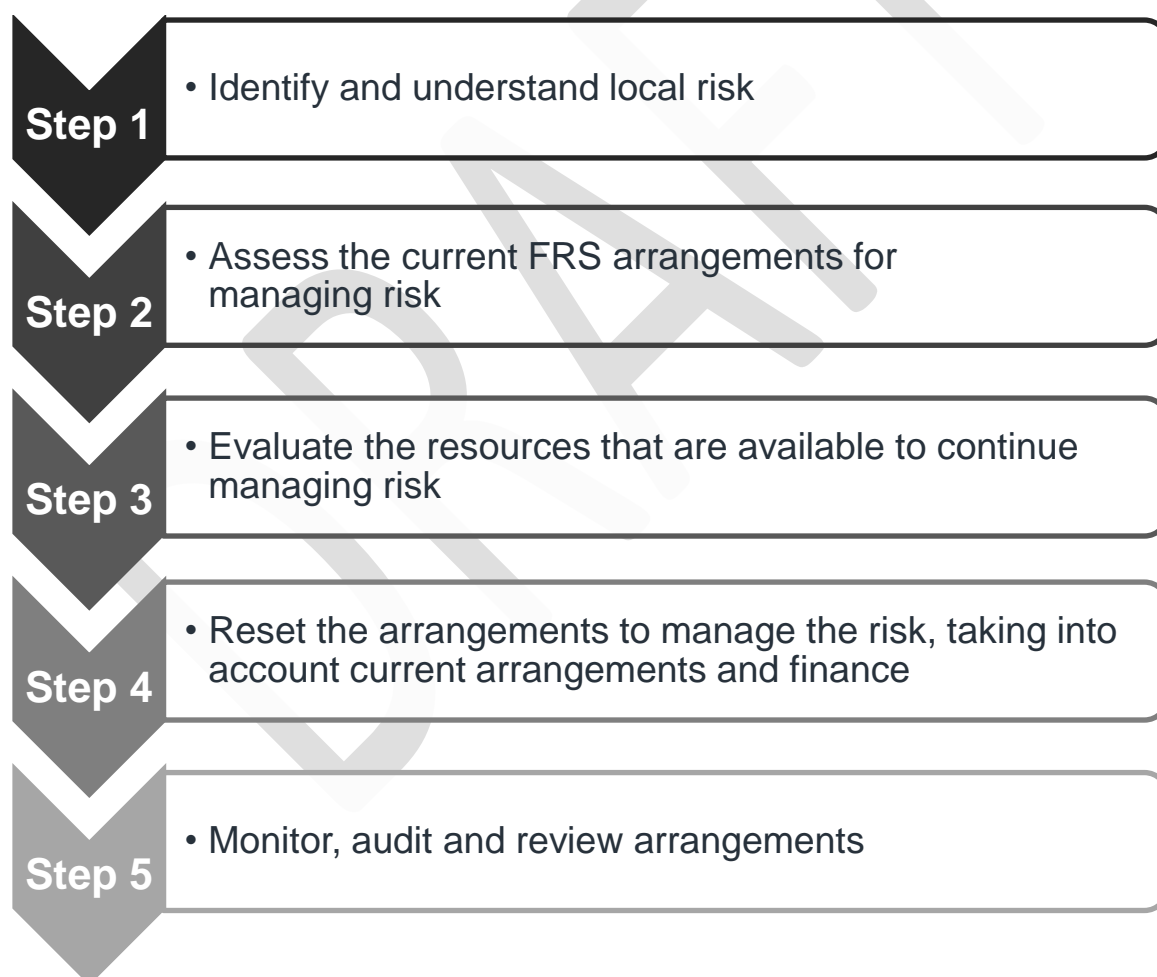 Step 1
• Identify and understand local risk
Step 2
• Assess the current FRS arrangements for
managing risk
Step 3
• Evaluate the resources that are available to continue
managing risk
Step 4
• Reset the arrangements to manage the risk, taking into
account current arrangements and finance
Step 5
• Monitor, audit and review arrangements
DRAFT